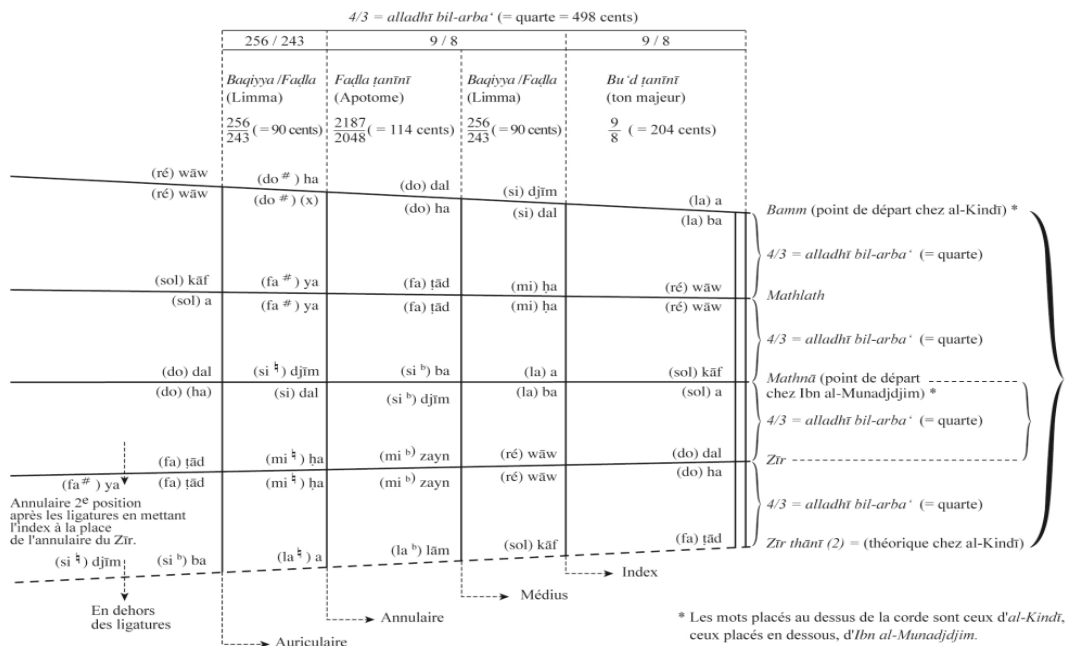 4/3 = alladhī bil-arba‘ (= quarte = 498 cents)
256 / 243 9 / 8 9 / 8
Baqiyya /Faḍla Faḍla ṭanīnī Baqiyya /Faḍla Bu‘d ṭanīnī
(Limma) (Apotome) (Limma) (ton majeur)
256/243 (= 90 cents) 2187/2048 (= 114 cents) 256/243 (= 90 cents) 9/8 (= 204 cents)
(ré) wāw (do #) ha (do) dal (si) djīm (la) a
(ré) wāw (do #) (x) (do) ha (si) dal (la) ba
Bamm (point de départ chez al-Kindī) *
4/3 = alladhī bil-arba‘ (= quarte)
(sol) kāf (fa #) ya (fa) ṭād (mi) ḥa (ré) wāw
Mathlath
(sol) a (fa #) ya (fa) ṭād (mi) ḥa (ré) wāw
4/3 = alladhī bil-arba‘ (= quarte)
(do) dal (si ♮) djīm (si b) ba (la) a (sol) kāf
Mathnā (point de départ
chez Ibn al-Munadjdjim) *
(do) (ha) (si) dal (si b) djīm (la) ba (sol) a
4/3 = alladhī bil-arba‘ (= quarte)
(fa) ṭād (mi ♮) ḥa (mi b) zayn (ré) wāw (do) dal
Zīr
(fa #) ya (fa) ṭād (mi ♮) ḥa (mi b) zayn (ré) wāw (do) ha
Annulaire 2e position
après les ligatures en mettant
l'index à la place
de l'annulaire du Zīr.
4/3 = alladhī bil-arba‘ (= quarte)
(si ♮) djīm (si b) ba (la ♮) a (la b) lām (sol) kāf (fa) ṭād
Zīr thānī (2) = (théorique chez al-Kindī)
Index
Médius
En dehors
des ligatures
Annulaire
Auriculaire
* Les mots placés au dessus de la corde sont ceux d'al-Kindī,
ceux placés en dessous, d'Ibn al-Munadjdjim.